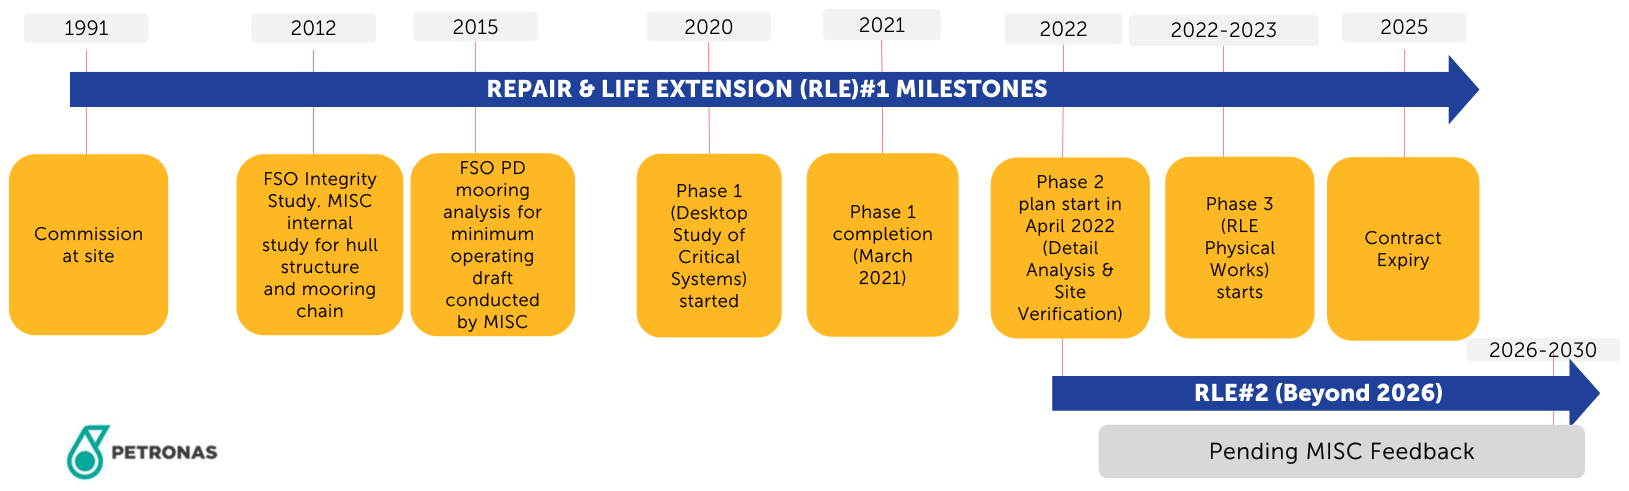 1991
2012
2015
2020
2021
2022
2022-2023
2025
REPAIR & LIFE EXTENSION (RLE)#1 MILESTONES
Commission
at site
FSO Integrity
Study. MISC
internal
study for hull
structure
and mooring
chain
FSO PD
mooring
analysis for
minimum
operating
draft
conducted
by MISC
Phase 1
(Desktop
Study of
Critical
Systems)
started
Phase 1
completion
(March
2021)
Phase 2
plan start in
April 2022
(Detail
Analysis &
Site
Verification)
Phase 3
(RLE
Physical
Works)
starts
Contract
Expiry
2026-2030
RLE#2 (Beyond 2026)
Pending MISC Feedback
PETRONAS